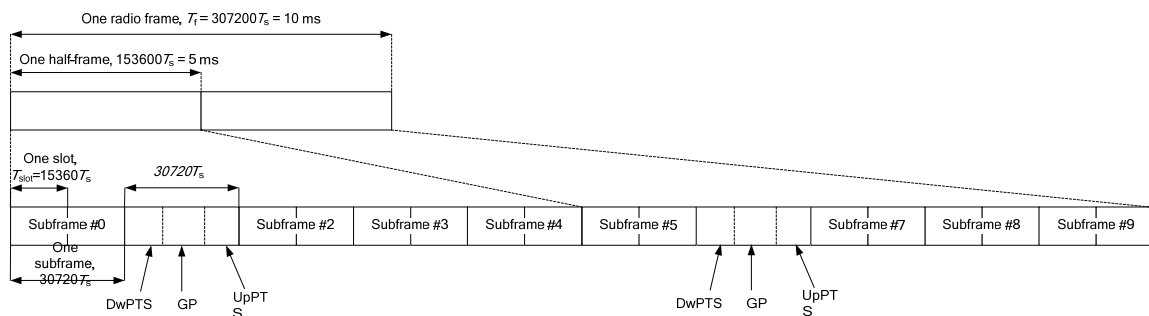 One radio frame, Tf = 307200Ts = 10 ms
One half-frame, 153600Ts = 5 ms
One slot,
Tslot=15360Ts
30720Ts
Subframe #0
Subframe #2
Subframe #3
Subframe #4
Subframe #5
Subframe #7
Subframe #8
Subframe #9
One
subframe,
30720Ts
DwPTS
GP
UpPT
S
DwPTS
GP
UpPT
S